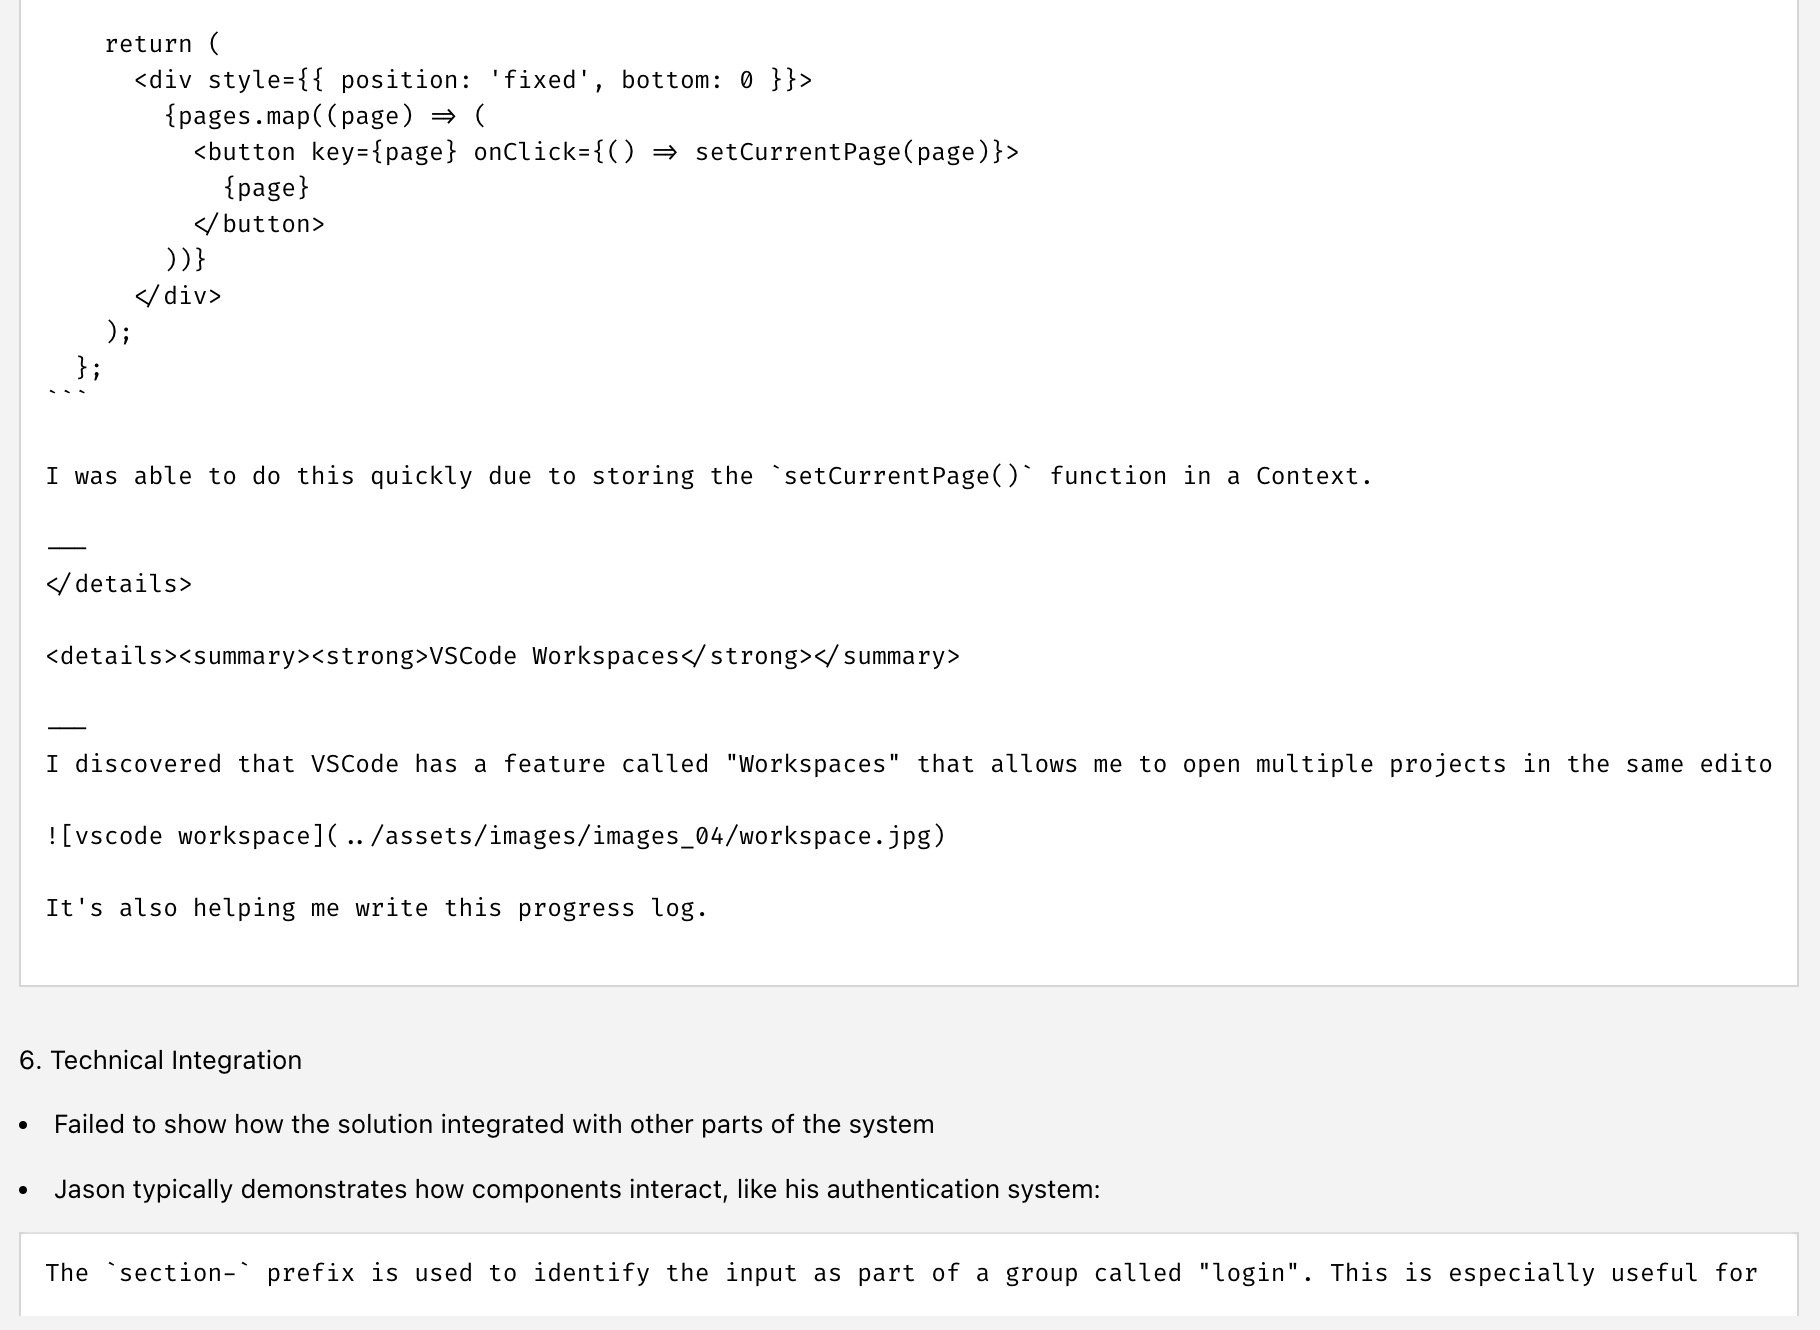 return (
<div style={{ position: 'fixed', bottom: 0 }}>
{pages.map((page) => (
<button key={page} onClick={() => setCurrentPage(page)}>
{page}
</button>
))}
</div>
);
};
```
I was able to do this quickly due to storing the `setCurrentPage()` function in a Context.
___
</details>
<details><summary><strong>VSCode Workspaces</strong></summary>
___
I discovered that VSCode has a feature called "Workspaces" that allows me to open multiple projects in the same edito
![vscode workspace](../assets/images/images_04/workspace.jpg)
It's also helping me write this progress log.
6. Technical Integration
• Failed to show how the solution integrated with other parts of the system
• Jason typically demonstrates how components interact, like his authentication system:
The `section-` prefix is used to identify the input as part of a group called "login". This is especially useful for